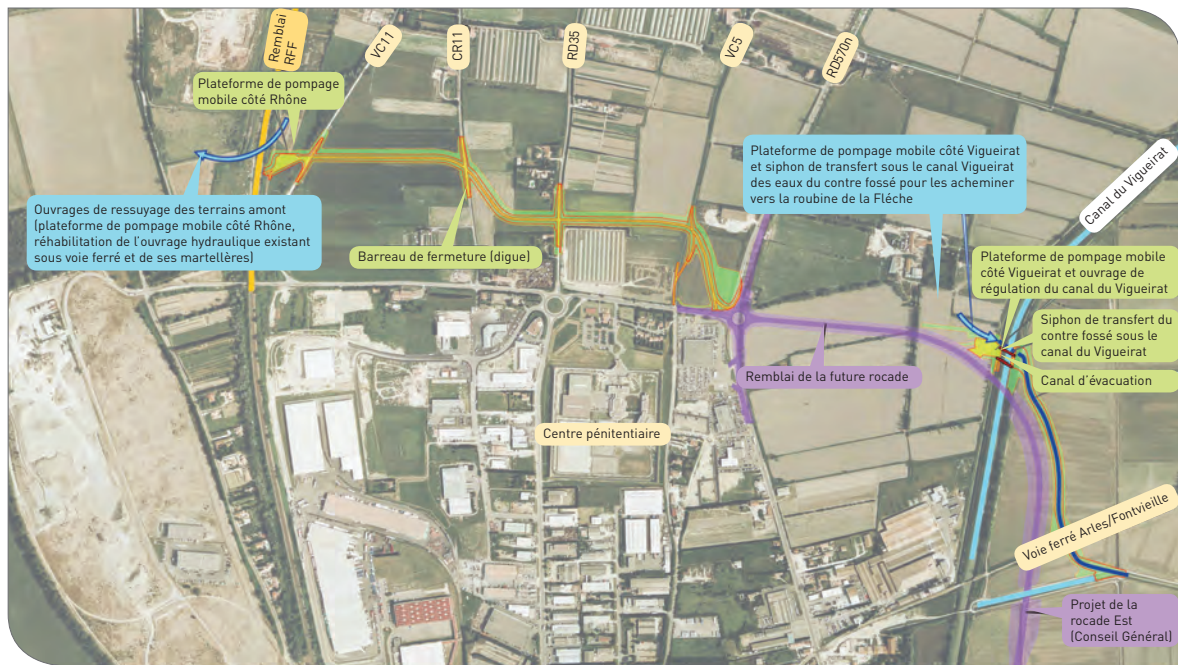 Remblai
RFF
VC11
CR11
RD35
VC5
RD570n
Plateforme de pompage
mobile côté Rhône
Ouvrages de ressuyage des terrains amont
(plateforme de pompage mobile côté Rhône,
réhabilitation de l'ouvrage hydraulique existant
sous voie ferré et de ses martellères)
Barreau de fermeture (digue)
Plateforme de pompage mobile côté Vigueirat
et siphon de transfert sous le canal Vigueirat
des eaux du contre fossé pour les acheminer
vers la roubine de la Fléche
Canal du Vigueirat
Plateforme de pompage mobile
côté Vigueirat et ouvrage de
régulation du canal du Vigueirat
Siphon de transfert du
contre fossé sous le
canal du Vigueirat
Canal d'évacuation
Remblai de la future rocade
Centre pénitentiaire
Voie ferré Arles/Fontvieille
Projet de la
rocade Est
(Conseil Général)